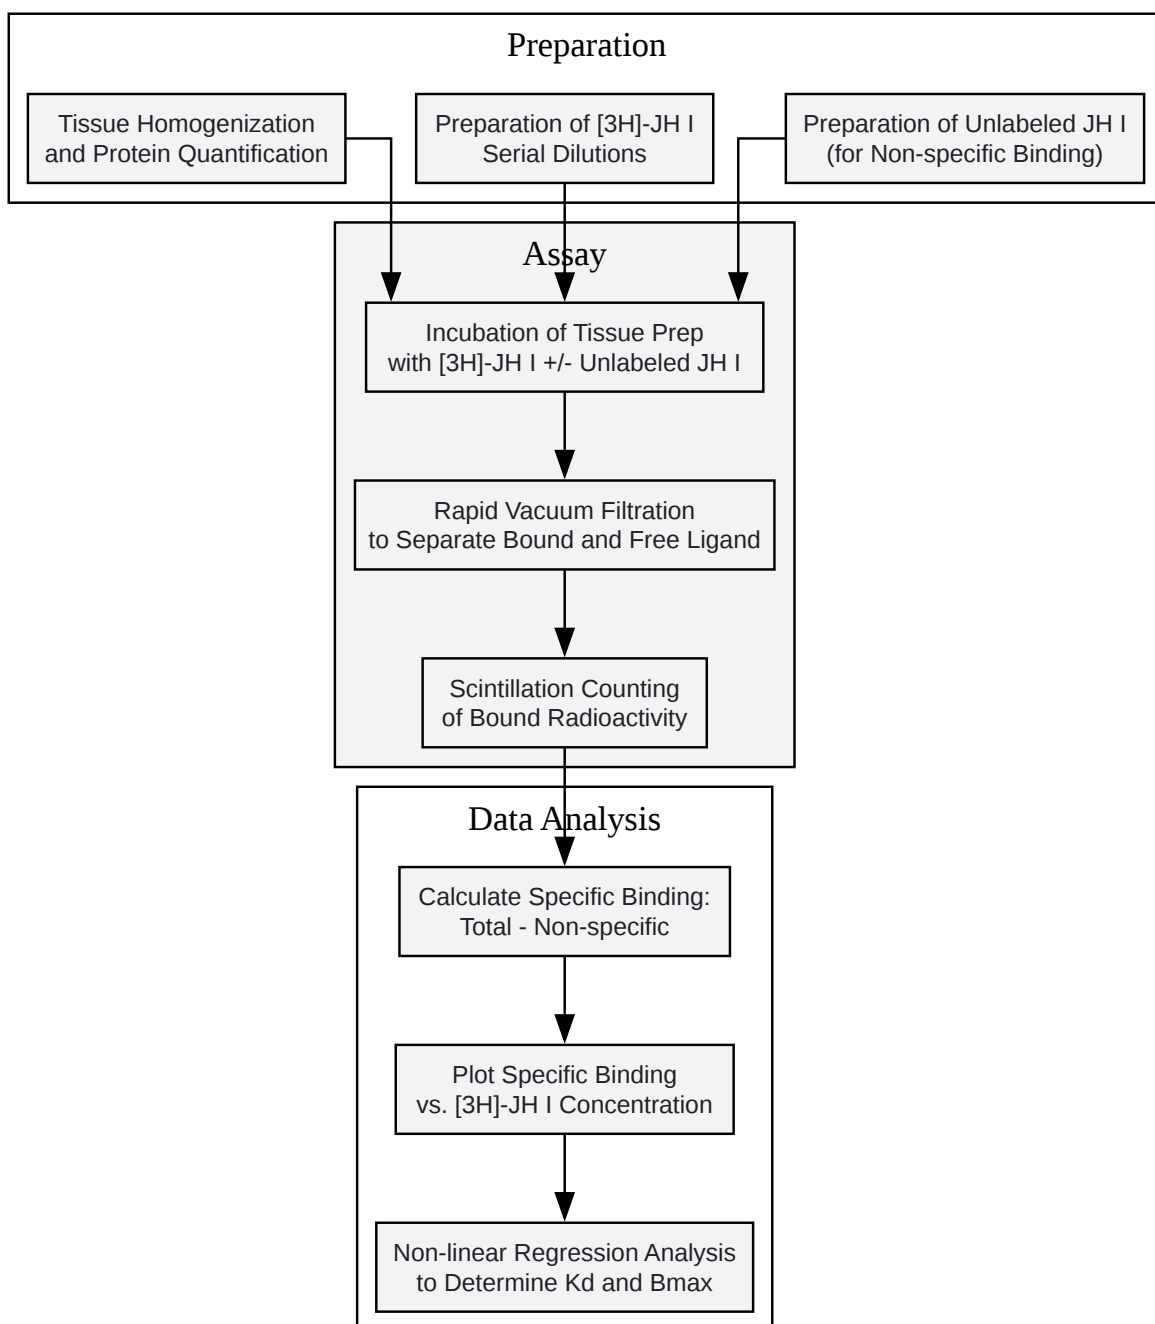 Preparation
Tissue Homogenization
and Protein Quantification
Preparation of [3H]-JH I
Serial Dilutions
Preparation of Unlabeled JH I
(for Non-specific Binding)
Assay
Incubation of Tissue Prep
with [3H]-JH I +/- Unlabeled JH I
Rapid Vacuum Filtration
to Separate Bound and Free Ligand
Scintillation Counting
of Bound Radioactivity
Data Analysis
Calculate Specific Binding:
Total - Non-specific
Plot Specific Binding
vs. [3H]-JH I Concentration
Non-linear Regression Analysis
to Determine Kd and Bmax